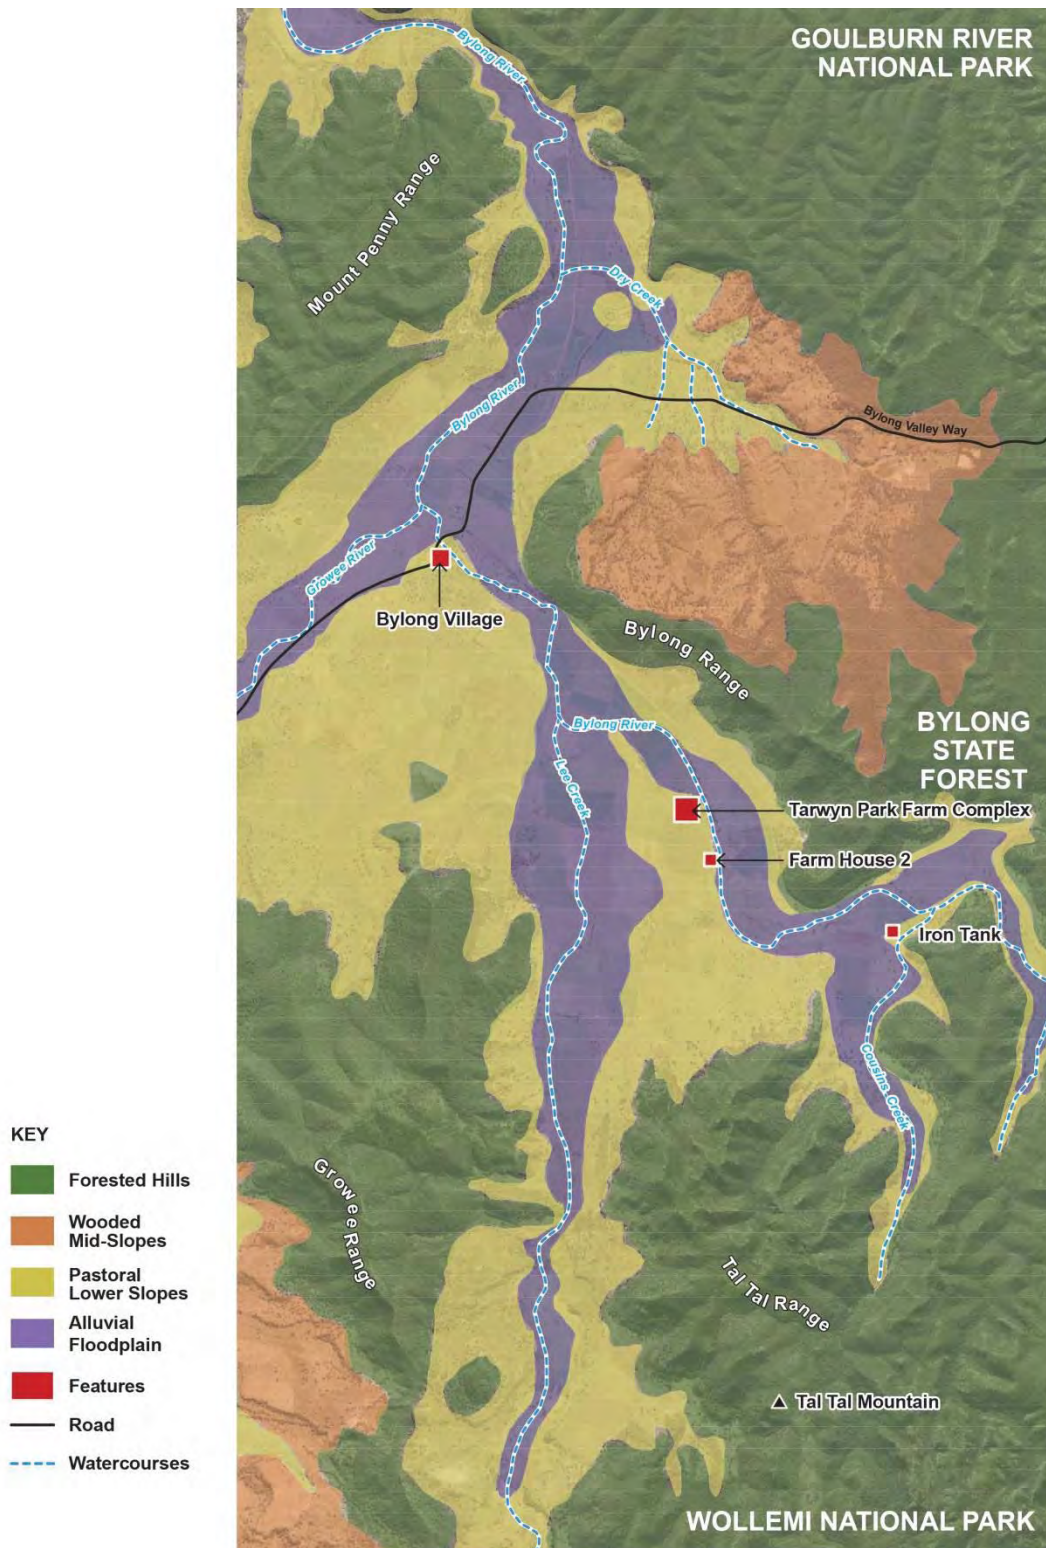 GOULBURN RIVER
NATIONAL PARK
Bylong River
Mount Penny Range
Dry Creek
Bylong River
Bylong Valley Way
Growee River
Bylong Village
Bylong Range
Bylong River
BYLONG
STATE
FOREST
Lee Creek
Tarwyn Park Farm Complex
Farm House 2
Iron Tank
Cousins Creek
Growee Range
Tal Tal Range
Tal Tal Mountain
WOLLEMI NATIONAL PARK
KEY
Forested Hills
Wooded
Mid-Slopes
Pastoral
Lower Slopes
Alluvial
Floodplain
Features
Road
Watercourses